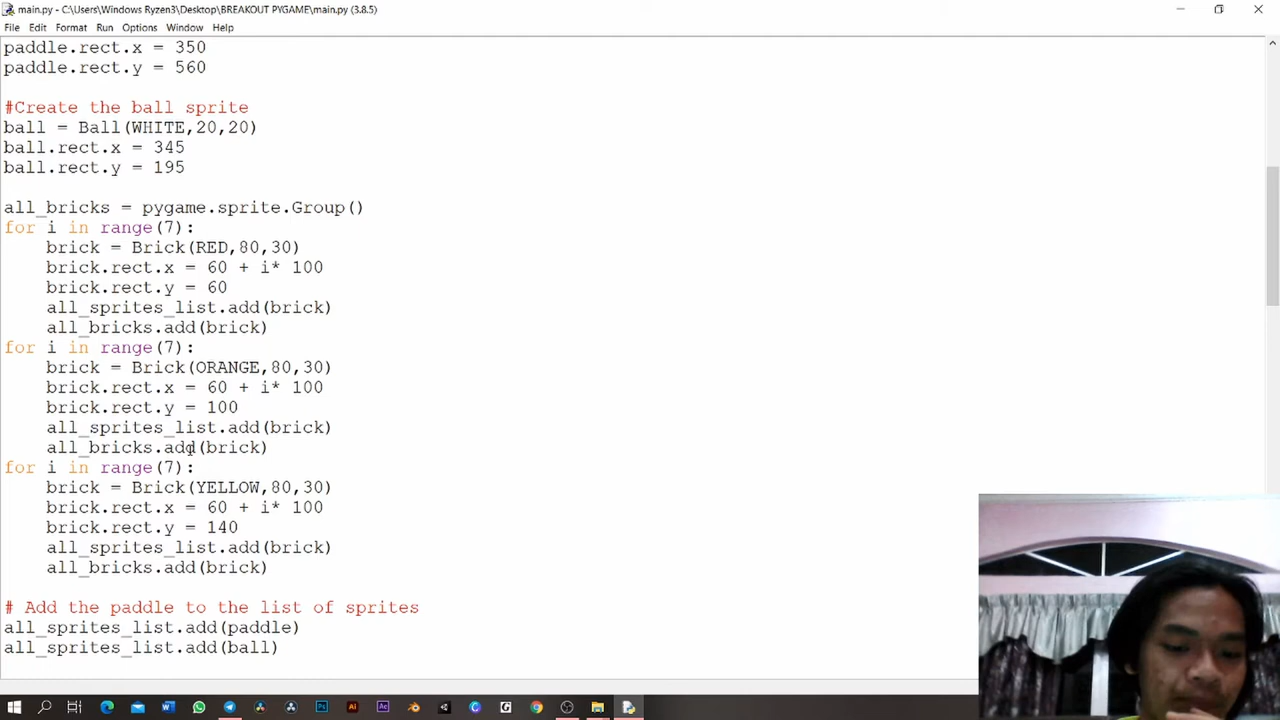 main.py - C:\Users\Windows Ryzen3\Desktop\BREAKOUT PYGAME\main.py (3.8.5)
File Edit Format Run Options Window Help
paddle.rect.x = 350
paddle.rect.y = 560
#Create the ball sprite
ball = Ball(WHITE,20,20)
ball.rect.x = 345
ball.rect.y = 195
all_bricks = pygame.sprite.Group()
for i in range(7):
    brick = Brick(RED,80,30)
    brick.rect.x = 60 + i* 100
    brick.rect.y = 60
    all_sprites_list.add(brick)
    all_bricks.add(brick)
for i in range(7):
    brick = Brick(ORANGE,80,30)
    brick.rect.x = 60 + i* 100
    brick.rect.y = 100
    all_sprites_list.add(brick)
    all_bricks.add(brick)
for i in range(7):
    brick = Brick(YELLOW,80,30)
    brick.rect.x = 60 + i* 100
    brick.rect.y = 140
    all_sprites_list.add(brick)
    all_bricks.add(brick)
# Add the paddle to the list of sprites
all_sprites_list.add(paddle)
all_sprites_list.add(ball)